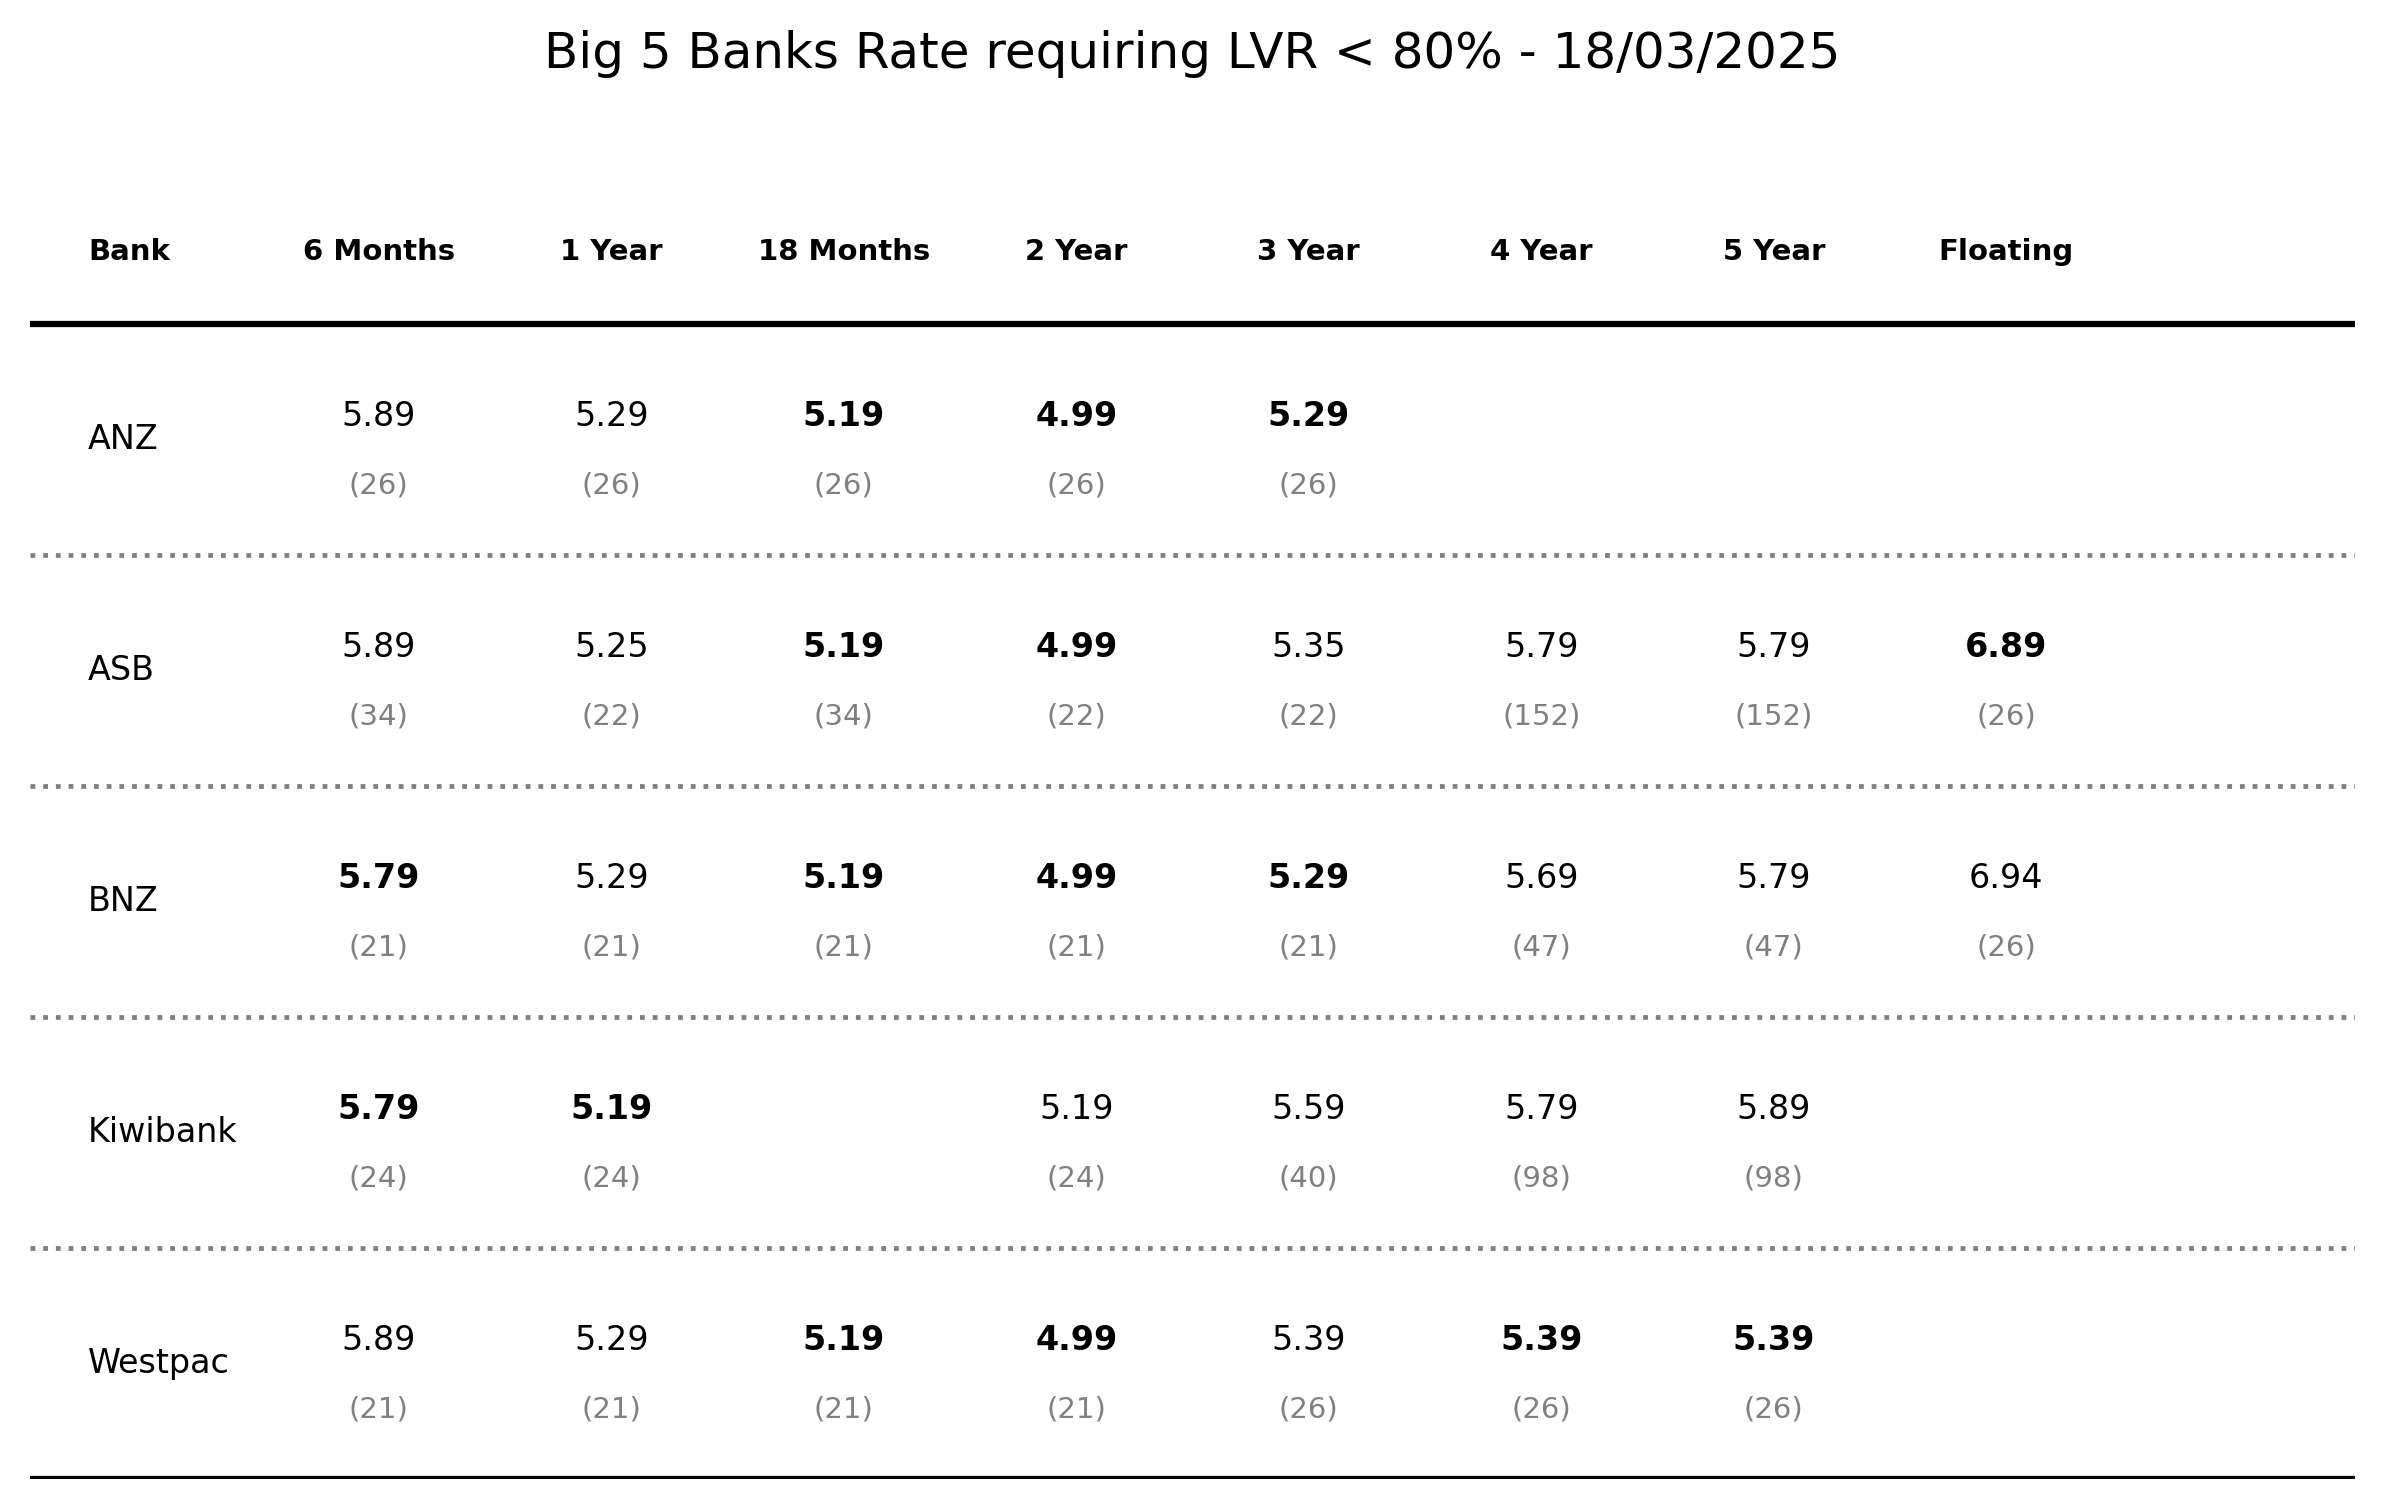 Big 5 Banks Rate requiring LVR < 80% - 18/03/2025
Bank 6 Months 1 Year 18 Months 2 Year 3 Year 4 Year 5 Year Floating
5.89 5.29 5.19 4.99 5.29
ANZ
(26) (26) (26) (26) (26)
5.89 5.25 5.19 4.99 5.35 5.79 5.79 6.89
ASB
(34) (22) (34) (22) (22) (152) (152) (26)
5.79 5.29 5.19 4.99 5.29 5.69 5.79 6.94
BNZ
(21) (21) (21) (21) (21) (47) (47) (26)
5.79 5.19 5.19 5.59 5.79 5.89
Kiwibank
(24) (24) (24) (40) (98) (98)
5.89 5.29 5.19 4.99 5.39 5.39 5.39
Westpac
(21) (21) (21) (21) (26) (26) (26)